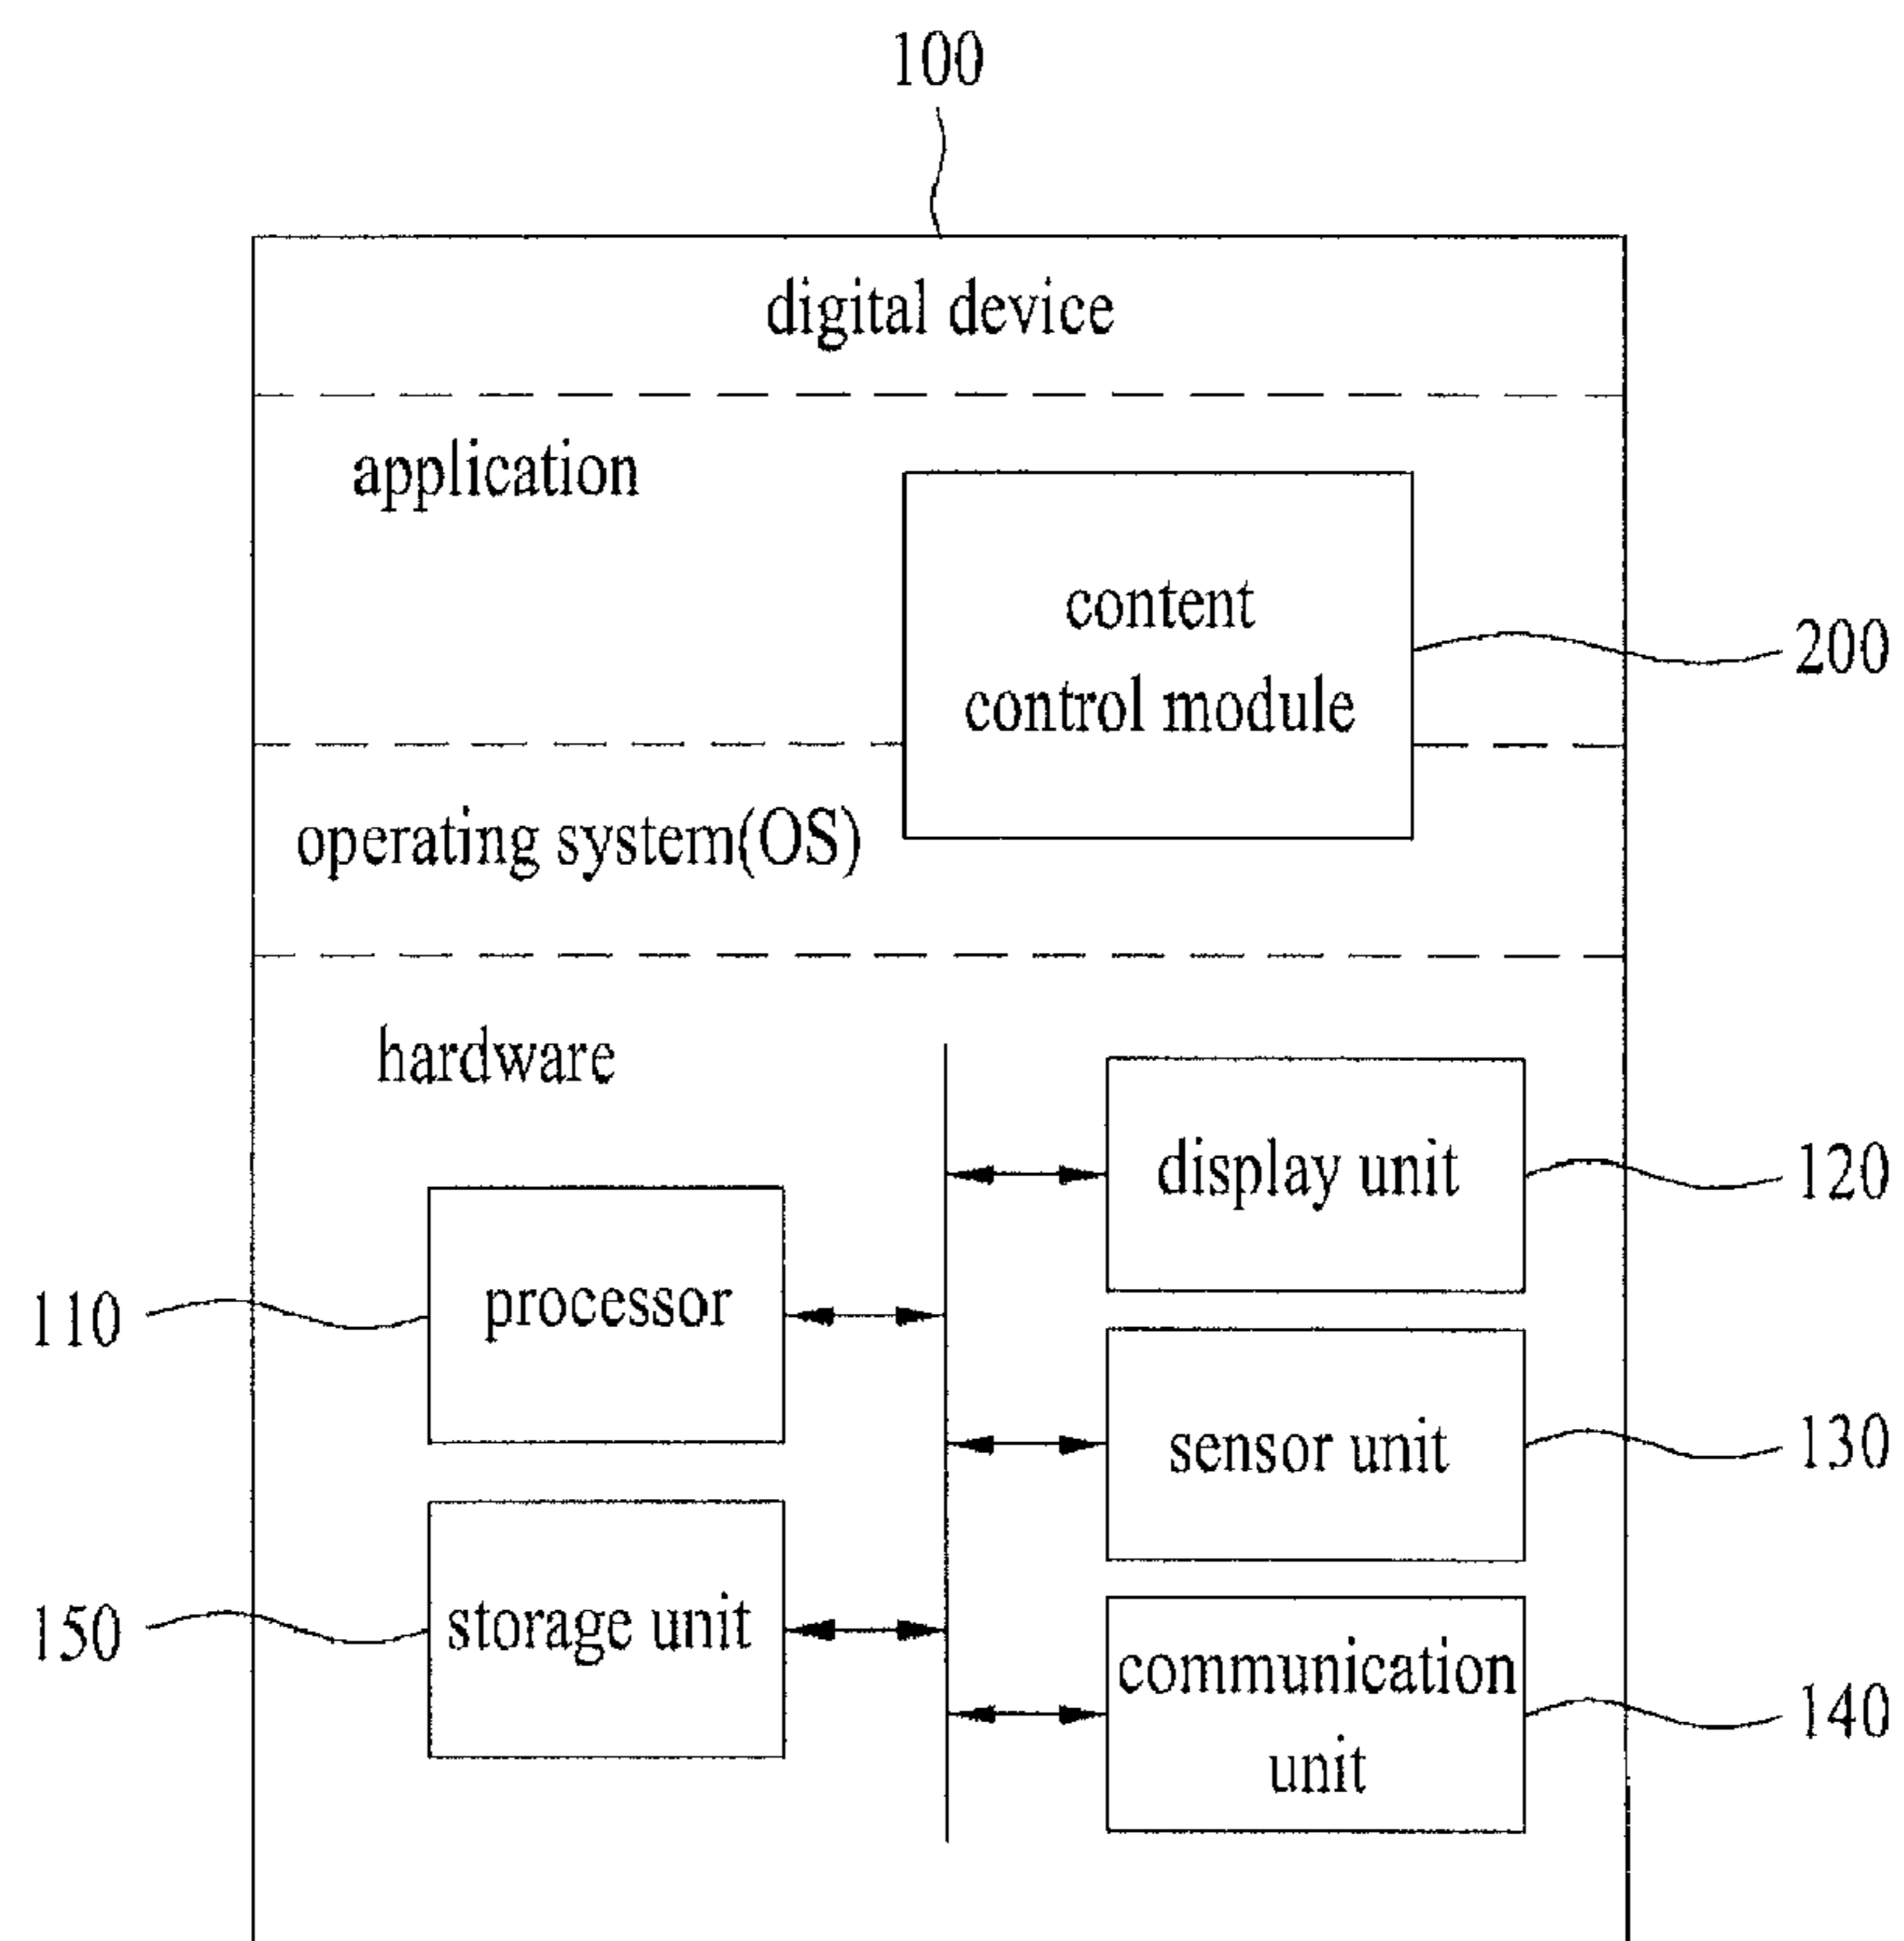 100
digital device
application
content
control module
200
operating system(OS)
hardware
display unit
120
110
processor
sensor unit
130
150
storage unit
communication
unit
140